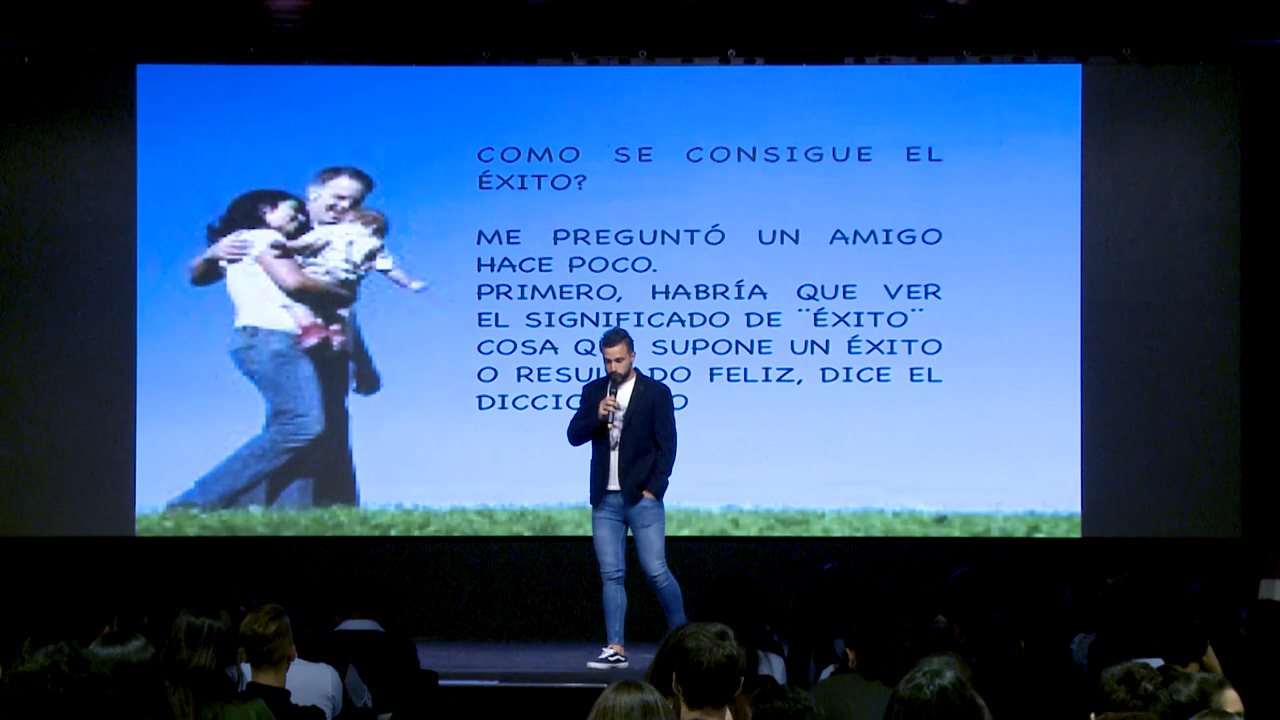 COMO SE CONSIGUE EL
ÉXITO?
ME PREGUNTÓ UN AMIGO
HACE POCO.
PRIMERO, HABRÍA QUE VER
EL SIGNIFICADO DE ¨ÉXITO¨
COSA SUPONE UN ÉXITO
O FELIZ, DICE EL